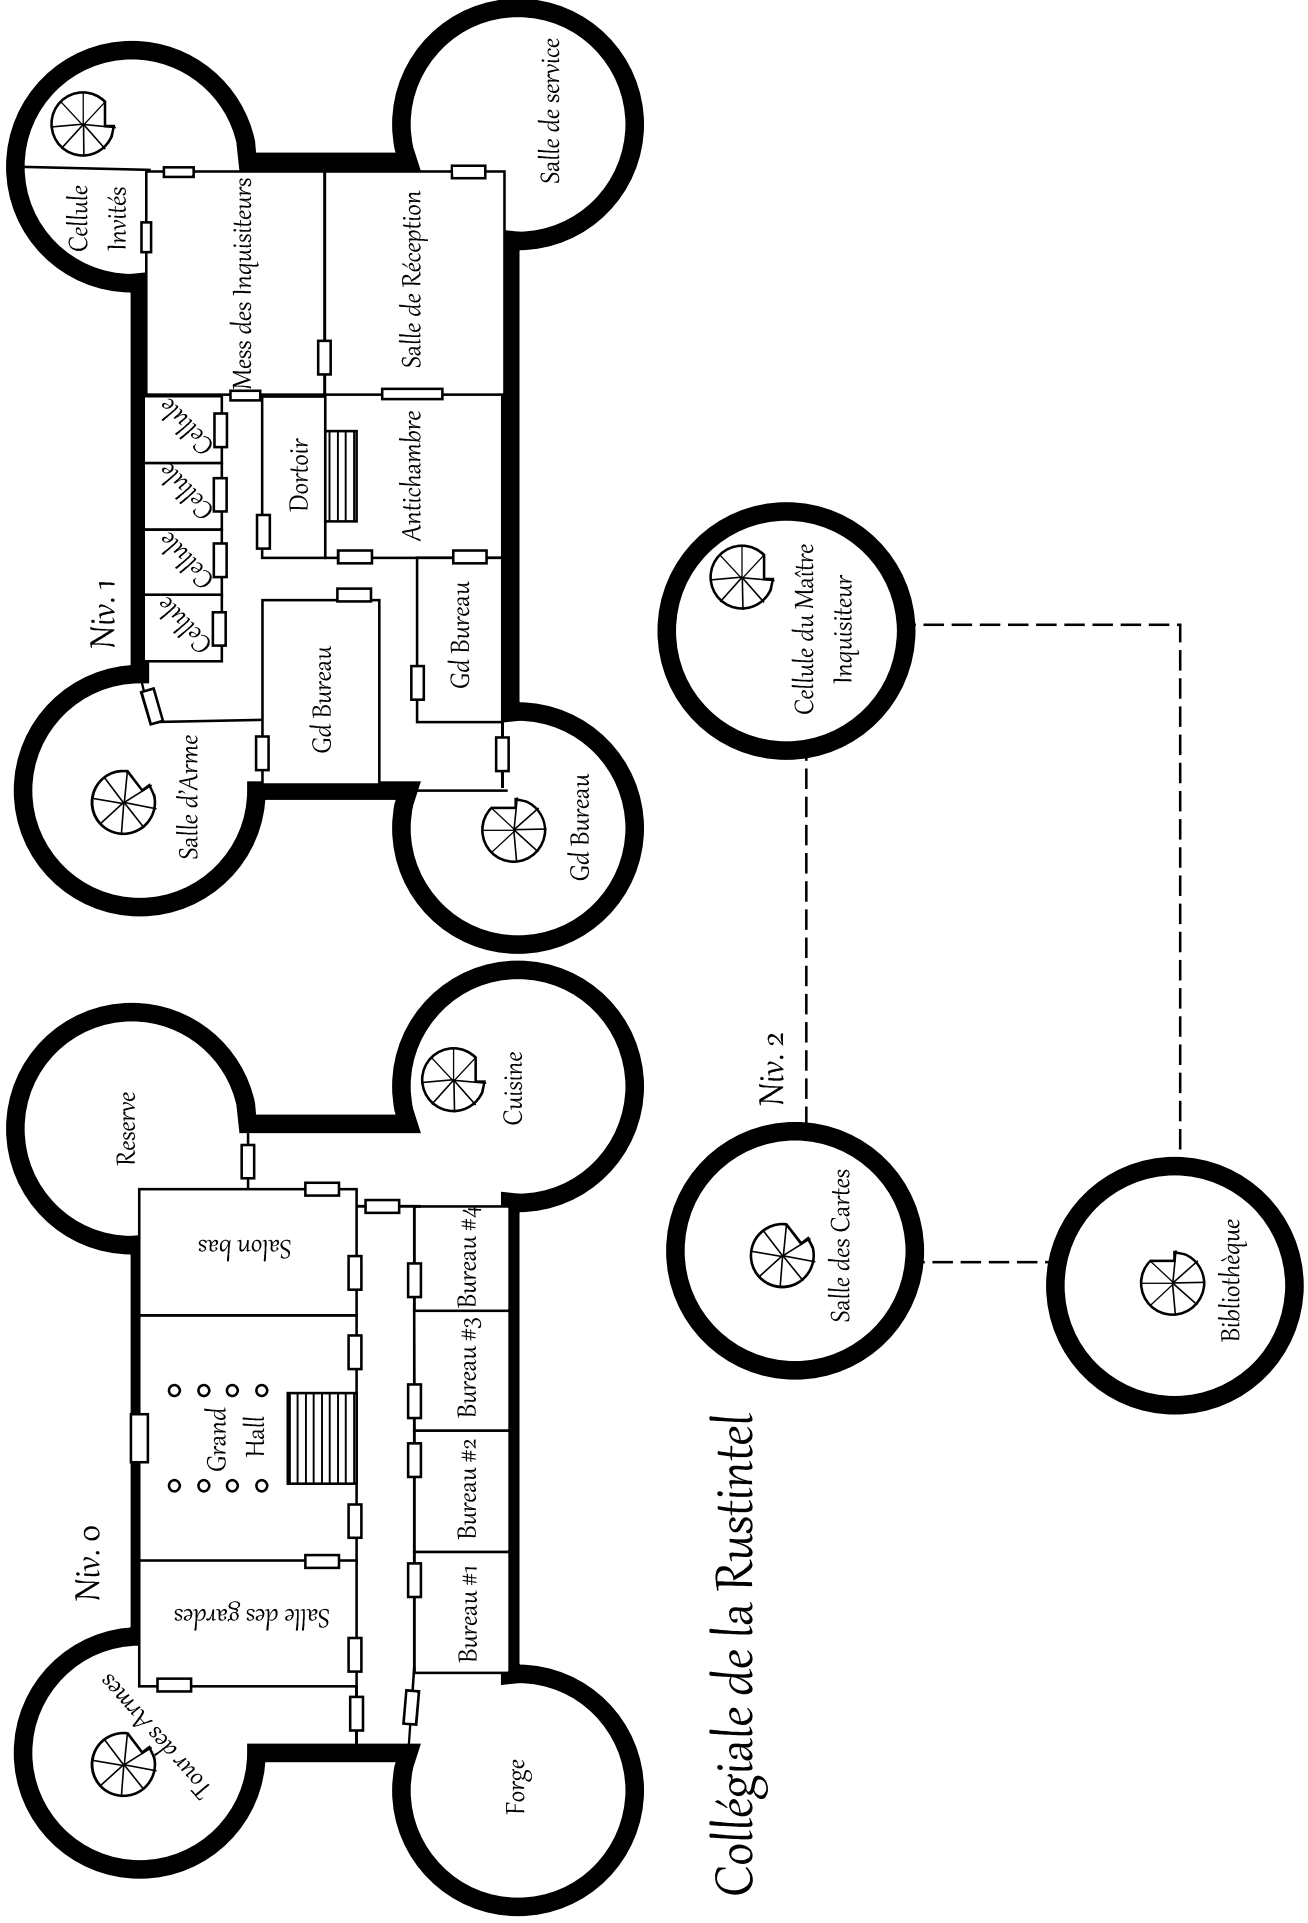 Collégiale de la Rustintel
Niv. 0
Tour des Armes
Salle des gardes
Grand
Hall
Salon bas
Reserve
Forge
Bureau #1
Bureau #2
Bureau #3
Bureau #4
Cuisine
Niv. 1
Salle d'Arme
Cellule
Cellule
Cellule
Cellule
Cellule
Invités
Mess des Inquisiteurs
Dortoir
Gd Bureau
Antichambre
Salle de Réception
Gd Bureau
Gd Bureau
Salle de service
Niv. 2
Salle des Cartes
Cellule du Maître
Inquisiteur
Bibliothèque